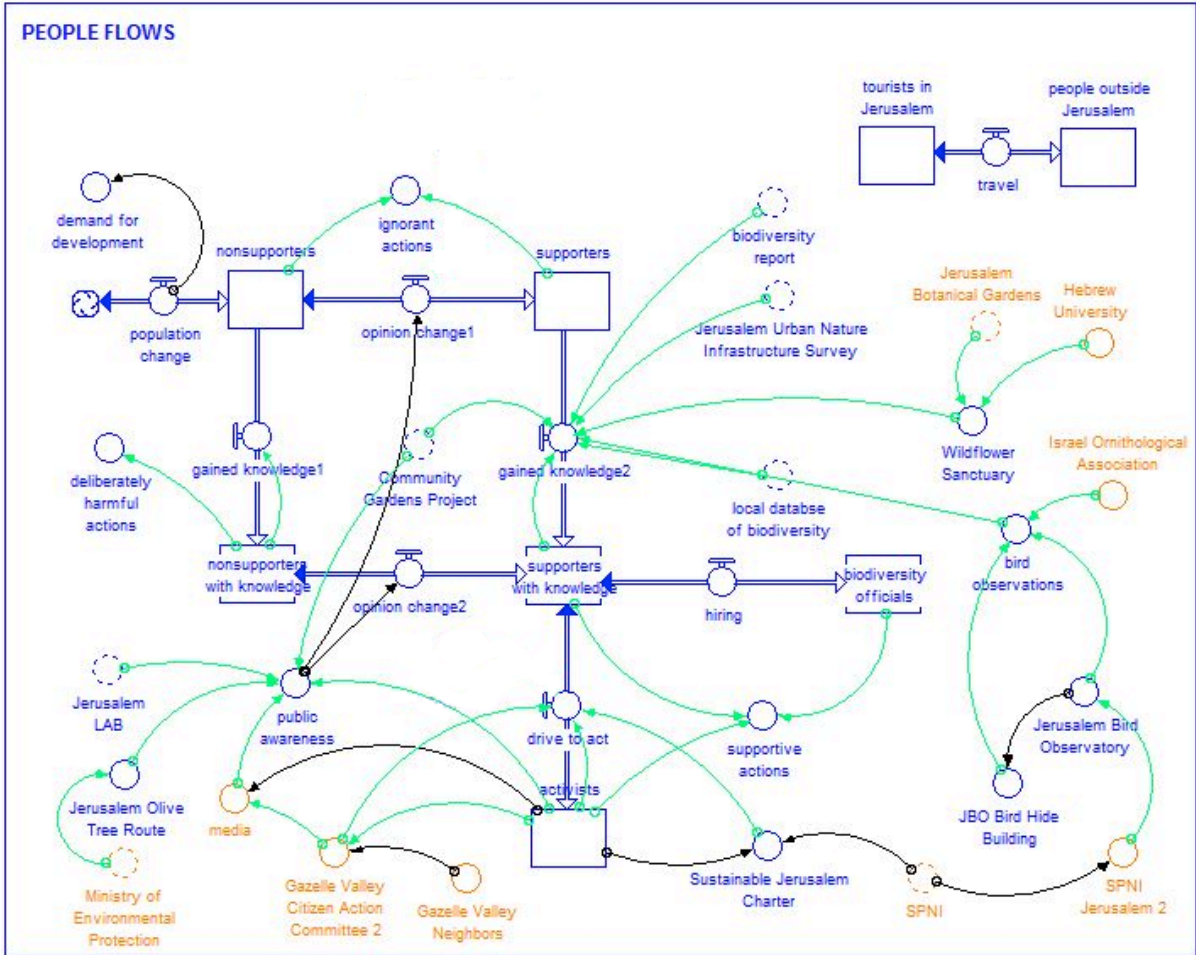 PEOPLE FLOWS
tourists in
Jerusalem
people outside
Jerusalem
travel
demand for
development
ignorant
actions
nonsupporters
supporters
biodiversity
report
Jerusalem
Botanical Gardens
Hebrew
University
population
change
opinion change1
Jerusalem Urban Nature
Infrastructure Survey
deliberately
harmful
actions
gained knowledge1
Community
Gardens Project
gained knowledge2
Wildflower
Sanctuary
Israel Ornithological
Association
local databse
of biodiversity
nonsupporters
with knowledge
opinion change2
supporters
with knowledge
hiring
biodiversity
officials
bird
observations
Jerusalem
LAB
public
awareness
drive to act
supportive
actions
Jerusalem Bird
Observatory
activists
Jerusalem Olive
Tree Route
media
JBO Bird Hide
Building
Ministry of
Environmental
Protection
Gazelle Valley
Citizen Action
Committee 2
Gazelle Valley
Neighbors
Sustainable Jerusalem
Charter
SPNI
SPNI
Jerusalem 2